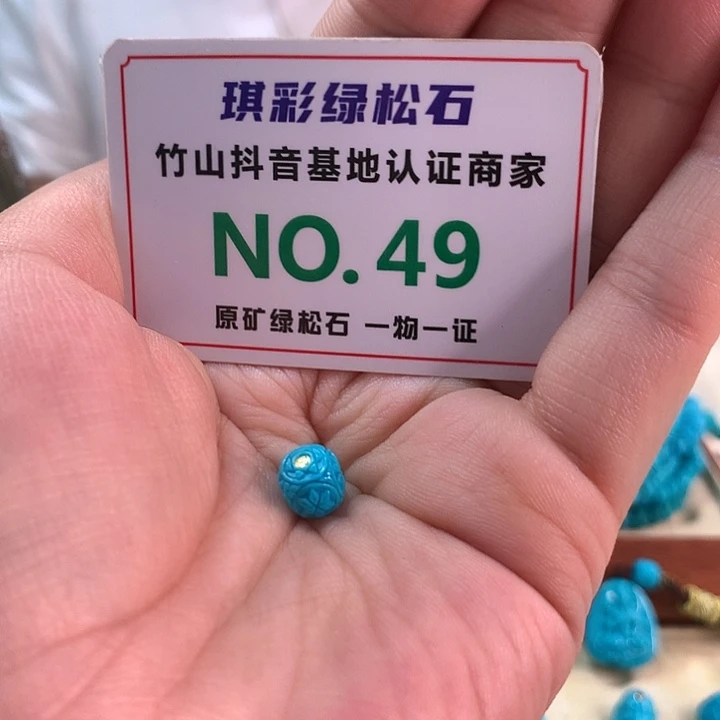 琪彩绿松石
竹山抖音基地认证商家
NO.49
原矿绿松石 一物一证